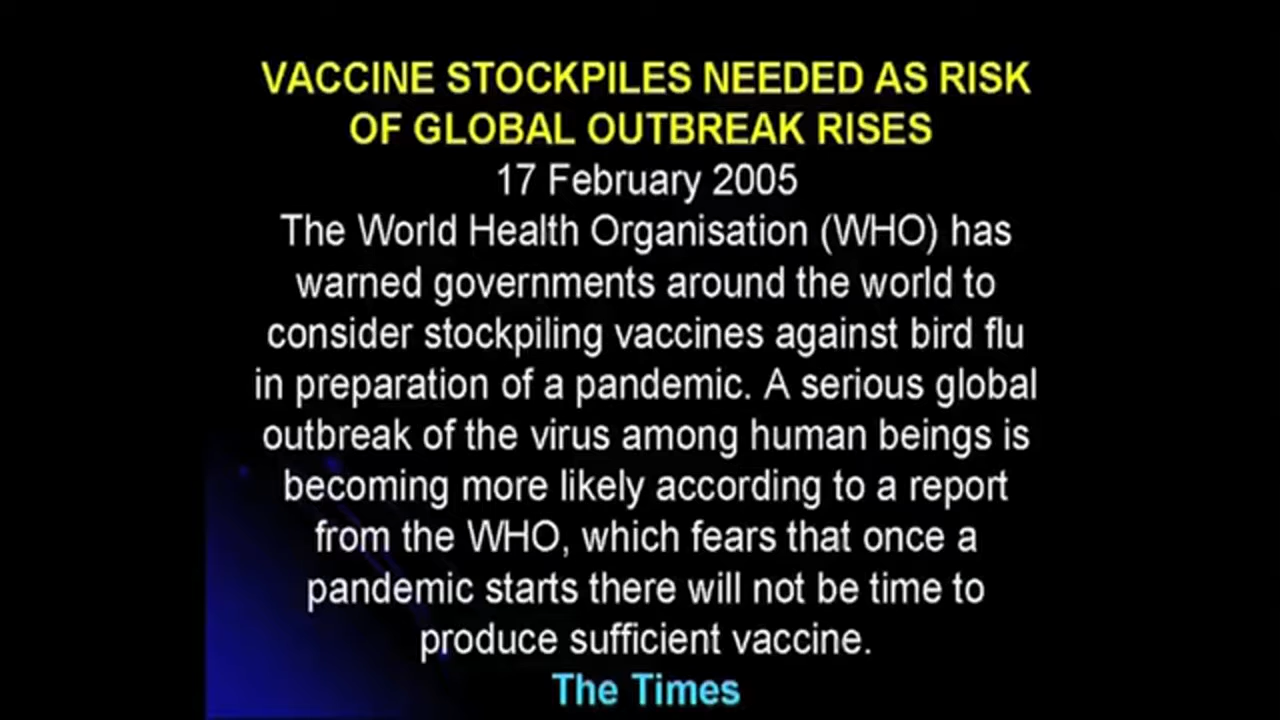 VACCINE STOCKPILES NEEDED AS RISK
OF GLOBAL OUTBREAK RISES
17 February 2005
The World Health Organisation (WHO) has
warned governments around the world to
consider stockpiling vaccines against bird flu
in preparation of a pandemic. A serious global
outbreak of the virus among human beings is
becoming more likely according to a report
from the WHO, which fears that once a
pandemic starts there will not be time to
produce sufficient vaccine.
The Times